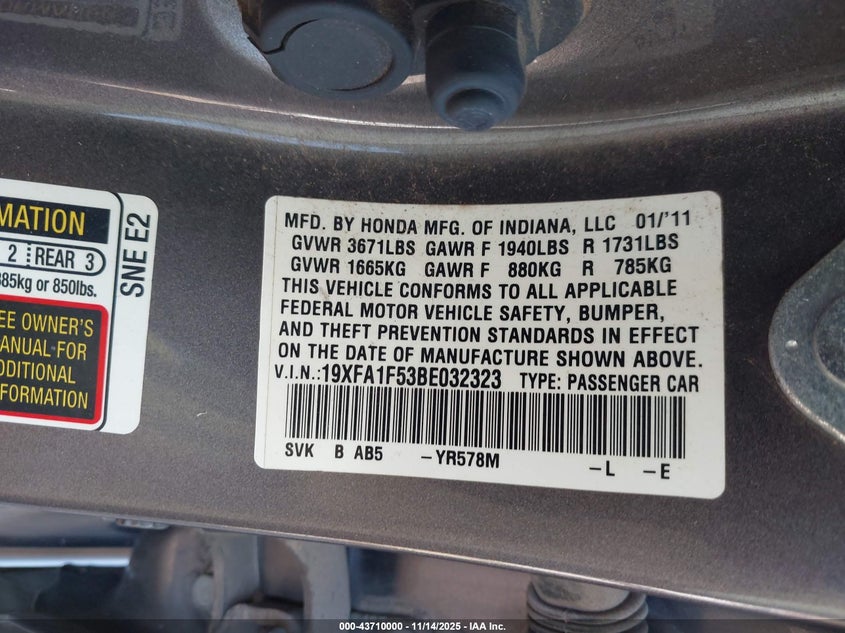 MATION
2 REAR 3
385kg or 850lbs.
EE OWNER'S
MANUAL FOR
DDITIONAL
FORMATION
SNE E2
MFD. BY HONDA MFG. OF INDIANA, LLC 01/'11
GVWR 3671LBS GAWR F 1940LBS R 1731LBS
GVWR 1665KG GAWR F 880KG R 785KG
THIS VEHICLE CONFORMS TO ALL APPLICABLE
FEDERAL MOTOR VEHICLE SAFETY, BUMPER,
AND THEFT PREVENTION STANDARDS IN EFFECT
ON THE DATE OF MANUFACTURE SHOWN ABOVE.
V.I.N.:19XFA1F53BE032323 TYPE: PASSENGER CAR
SVK B AB5 -YR578M -L -E
000-43710000 — 11/14/2025 — IAA Inc.